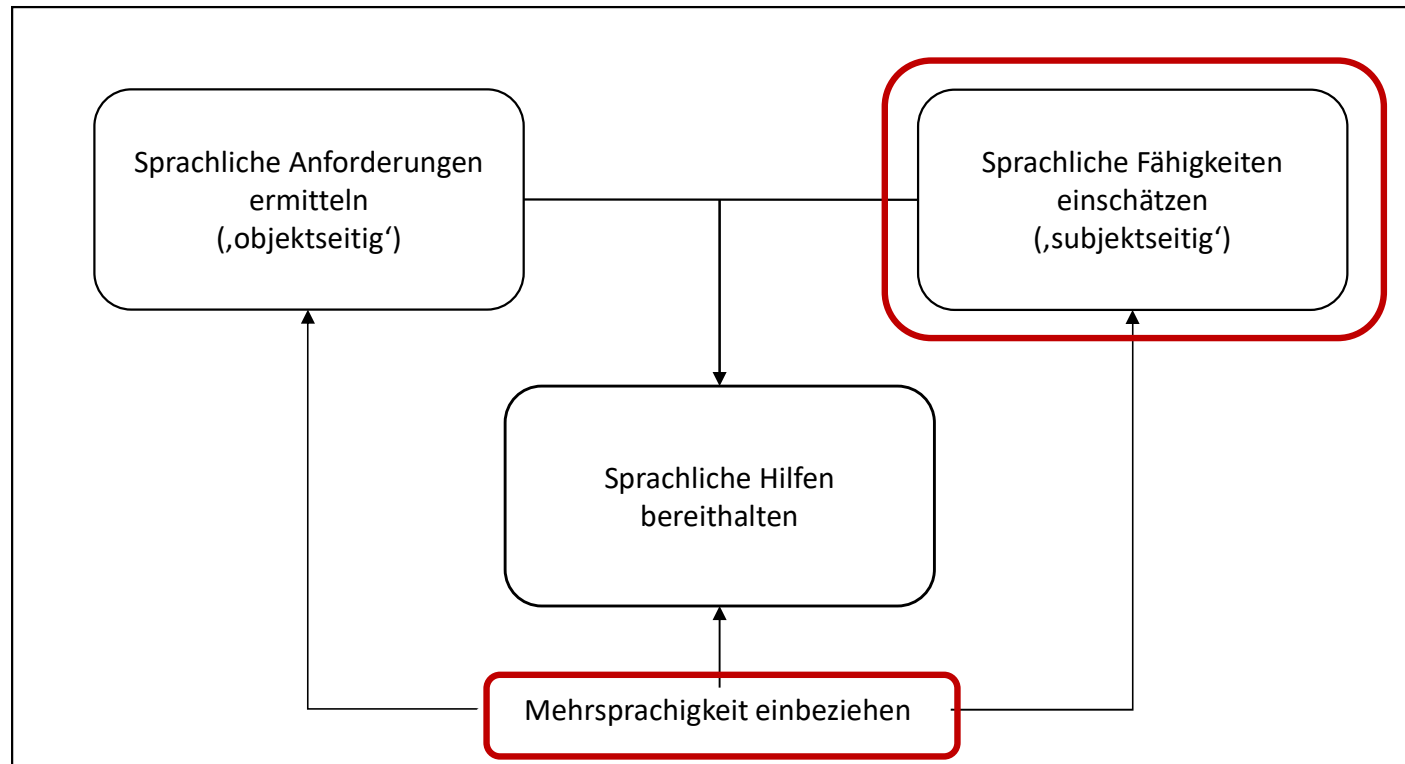 Sprachliche Anforderungen
ermitteln
(‚objektseitig‘)
Sprachliche Fähigkeiten
einschätzen
(‚subjektseitig‘)
Sprachliche Hilfen
bereithalten
Mehrsprachigkeit einbeziehen